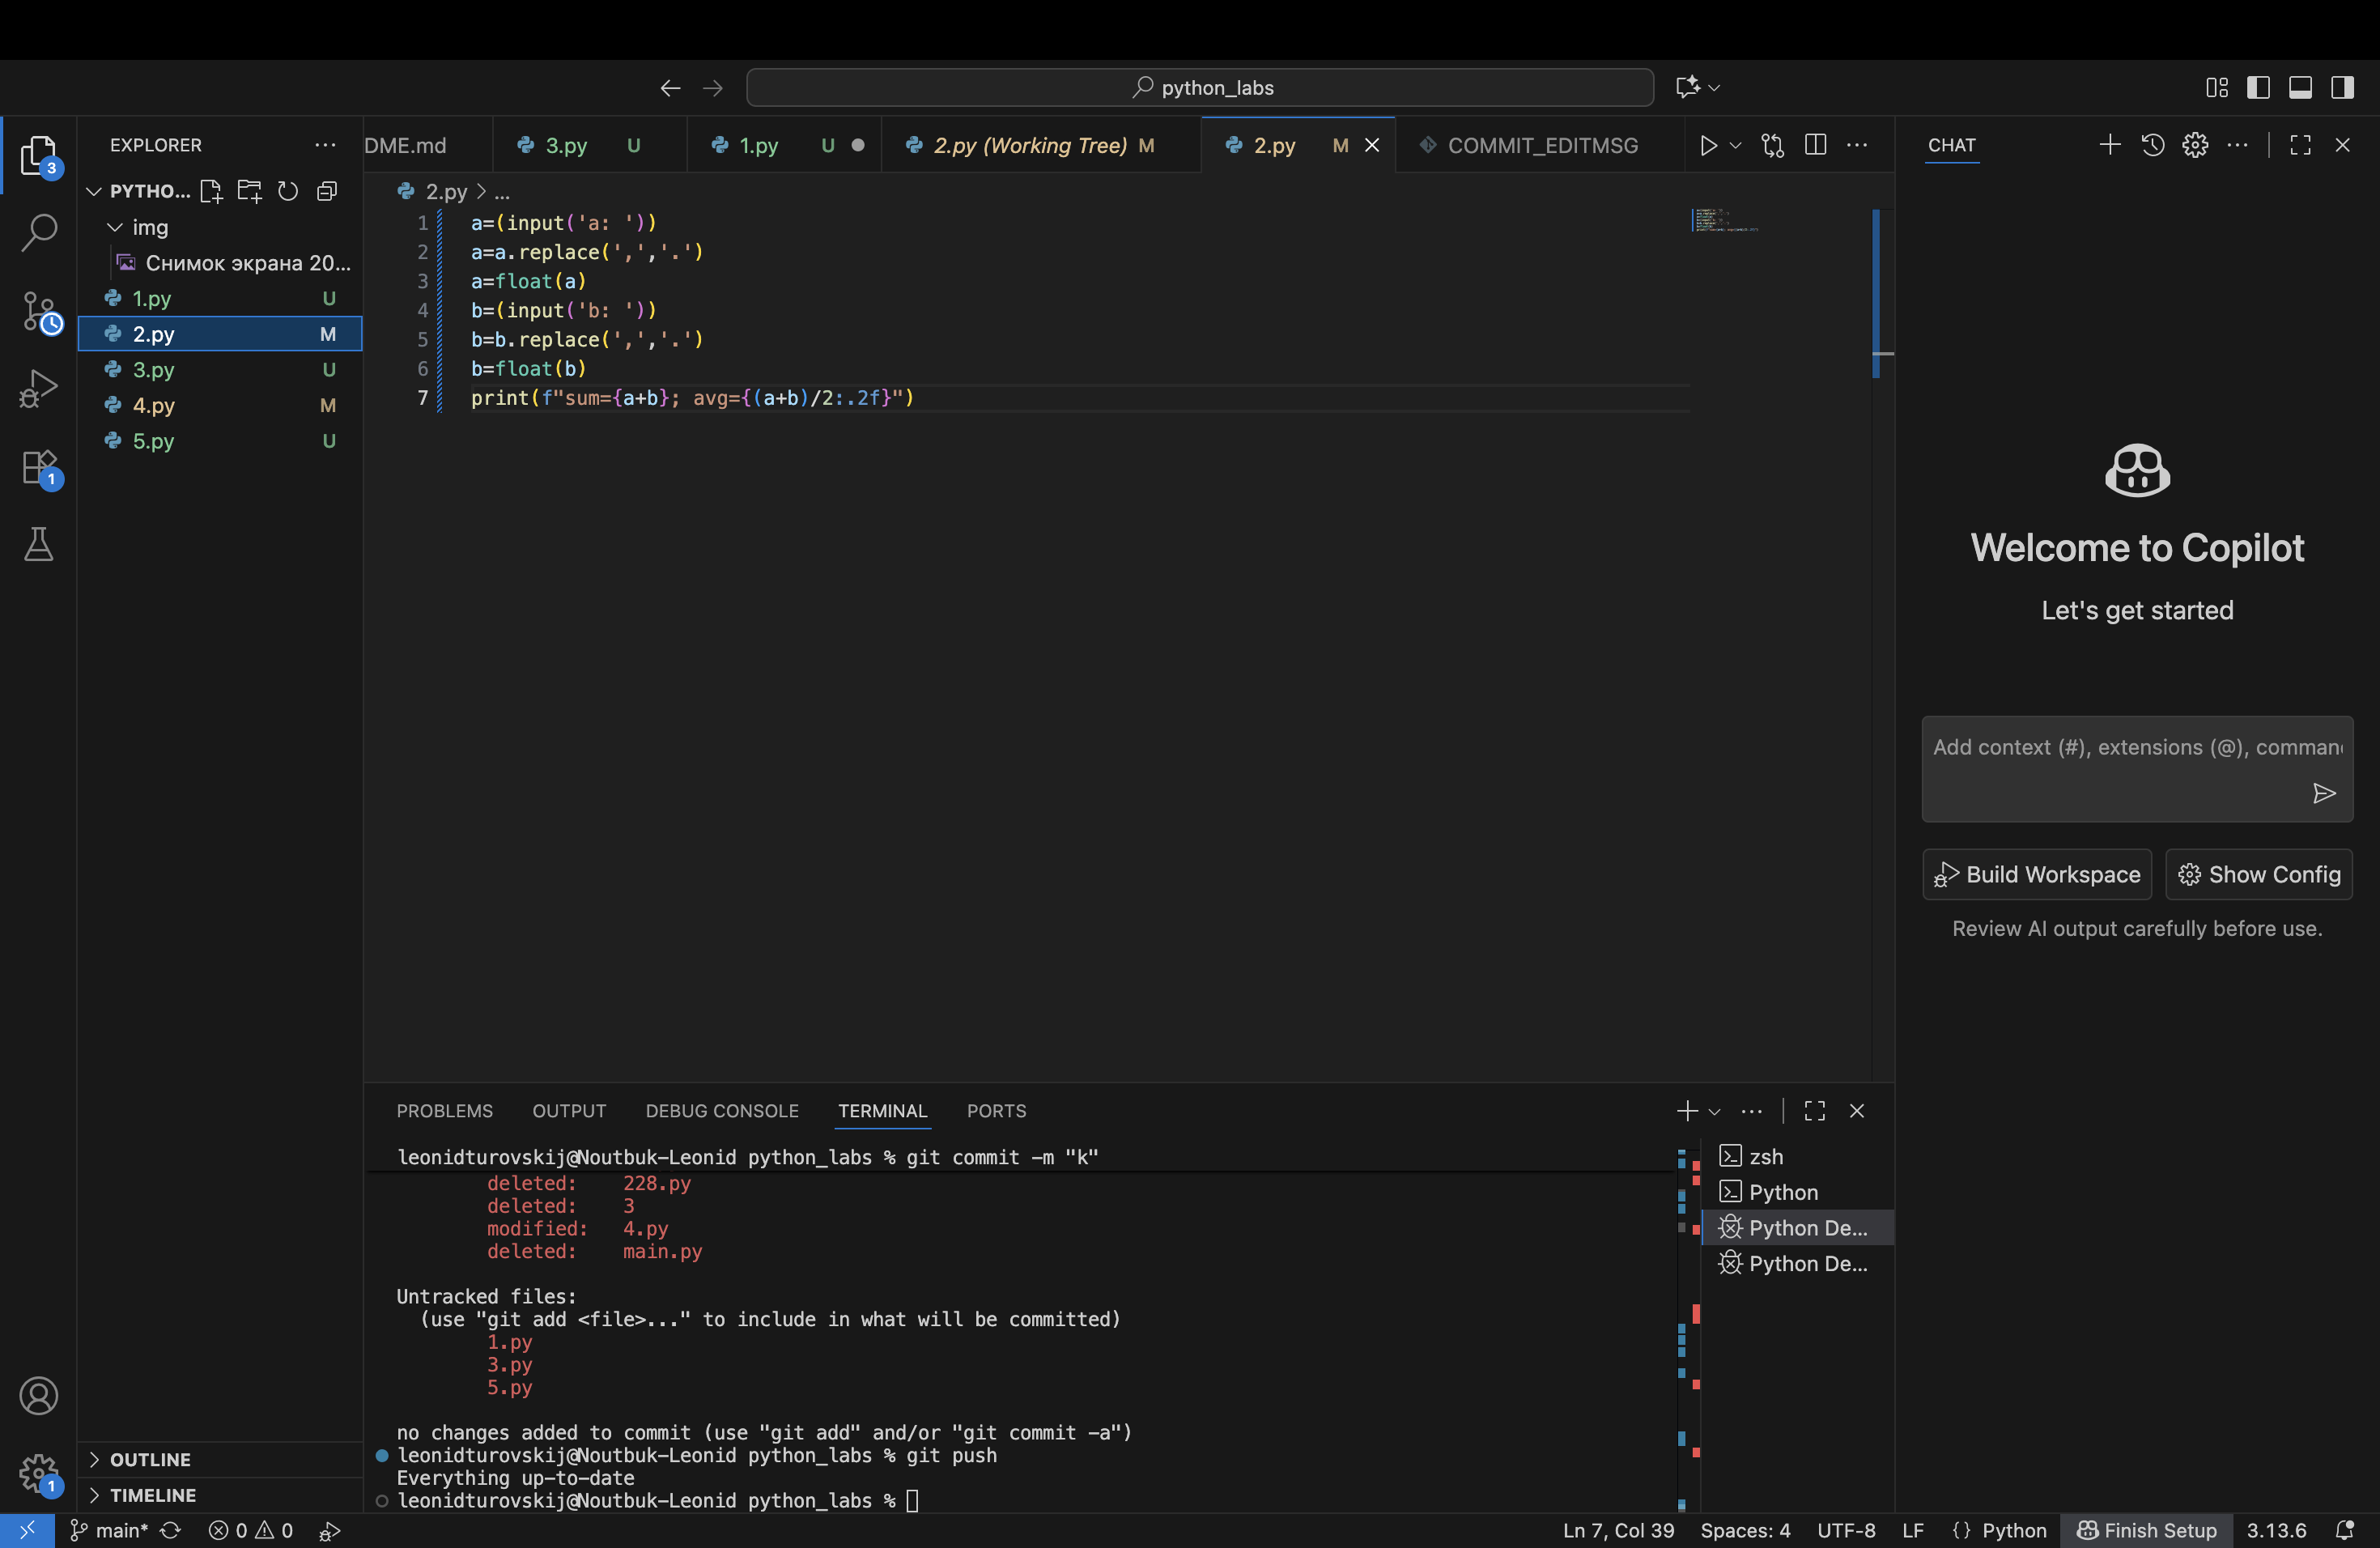 python_labs
EXPLORER
DME.md
3.py U
1.py U
2.py (Working Tree) M
2.py M
COMMIT_EDITMSG
CHAT
3
PYTHO...
img
Снимок экрана 20...
1.py U
2.py M
3.py U
4.py M
5.py U
1
2.py > ...
1 a=(input('a: '))
2 a=a.replace(',','.')
3 a=float(a)
4 b=(input('b: '))
5 b=b.replace(',','.')
6 b=float(b)
7 print(f"sum={a+b}; avg={(a+b)/2:.2f}")
Welcome to Copilot
Let's get started
Add context (#), extensions (@), comman
Build Workspace
Show Config
Review AI output carefully before use.
PROBLEMS OUTPUT DEBUG CONSOLE TERMINAL PORTS
leonidturovskij@Noutbuk-Leonid python_labs % git commit -m "k"
deleted: 228.py
deleted: 3
modified: 4.py
deleted: main.py
Untracked files:
(use "git add <file>..." to include in what will be committed)
1.py
3.py
5.py
no changes added to commit (use "git add" and/or "git commit -a")
leonidturovskij@Noutbuk-Leonid python_labs % git push
Everything up-to-date
leonidturovskij@Noutbuk-Leonid python_labs %
zsh
Python
Python De...
Python De...
OUTLINE
TIMELINE
1
main* 0 0
Ln 7, Col 39 Spaces: 4 UTF-8 LF {} Python Finish Setup 3.13.6